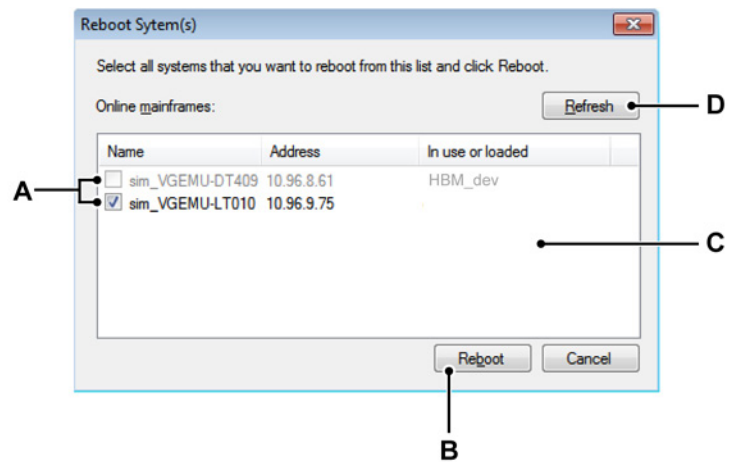 Reboot Sytem(s)
Select all systems that you want to reboot from this list and click Reboot.
Online mainframes:
Refresh
D
Name Address In use or loaded
A
sim_VGEMU-DT409 10.96.8.61 HBM_dev
sim_VGEMU-LT010 10.96.9.75
C
Reboot Cancel
B